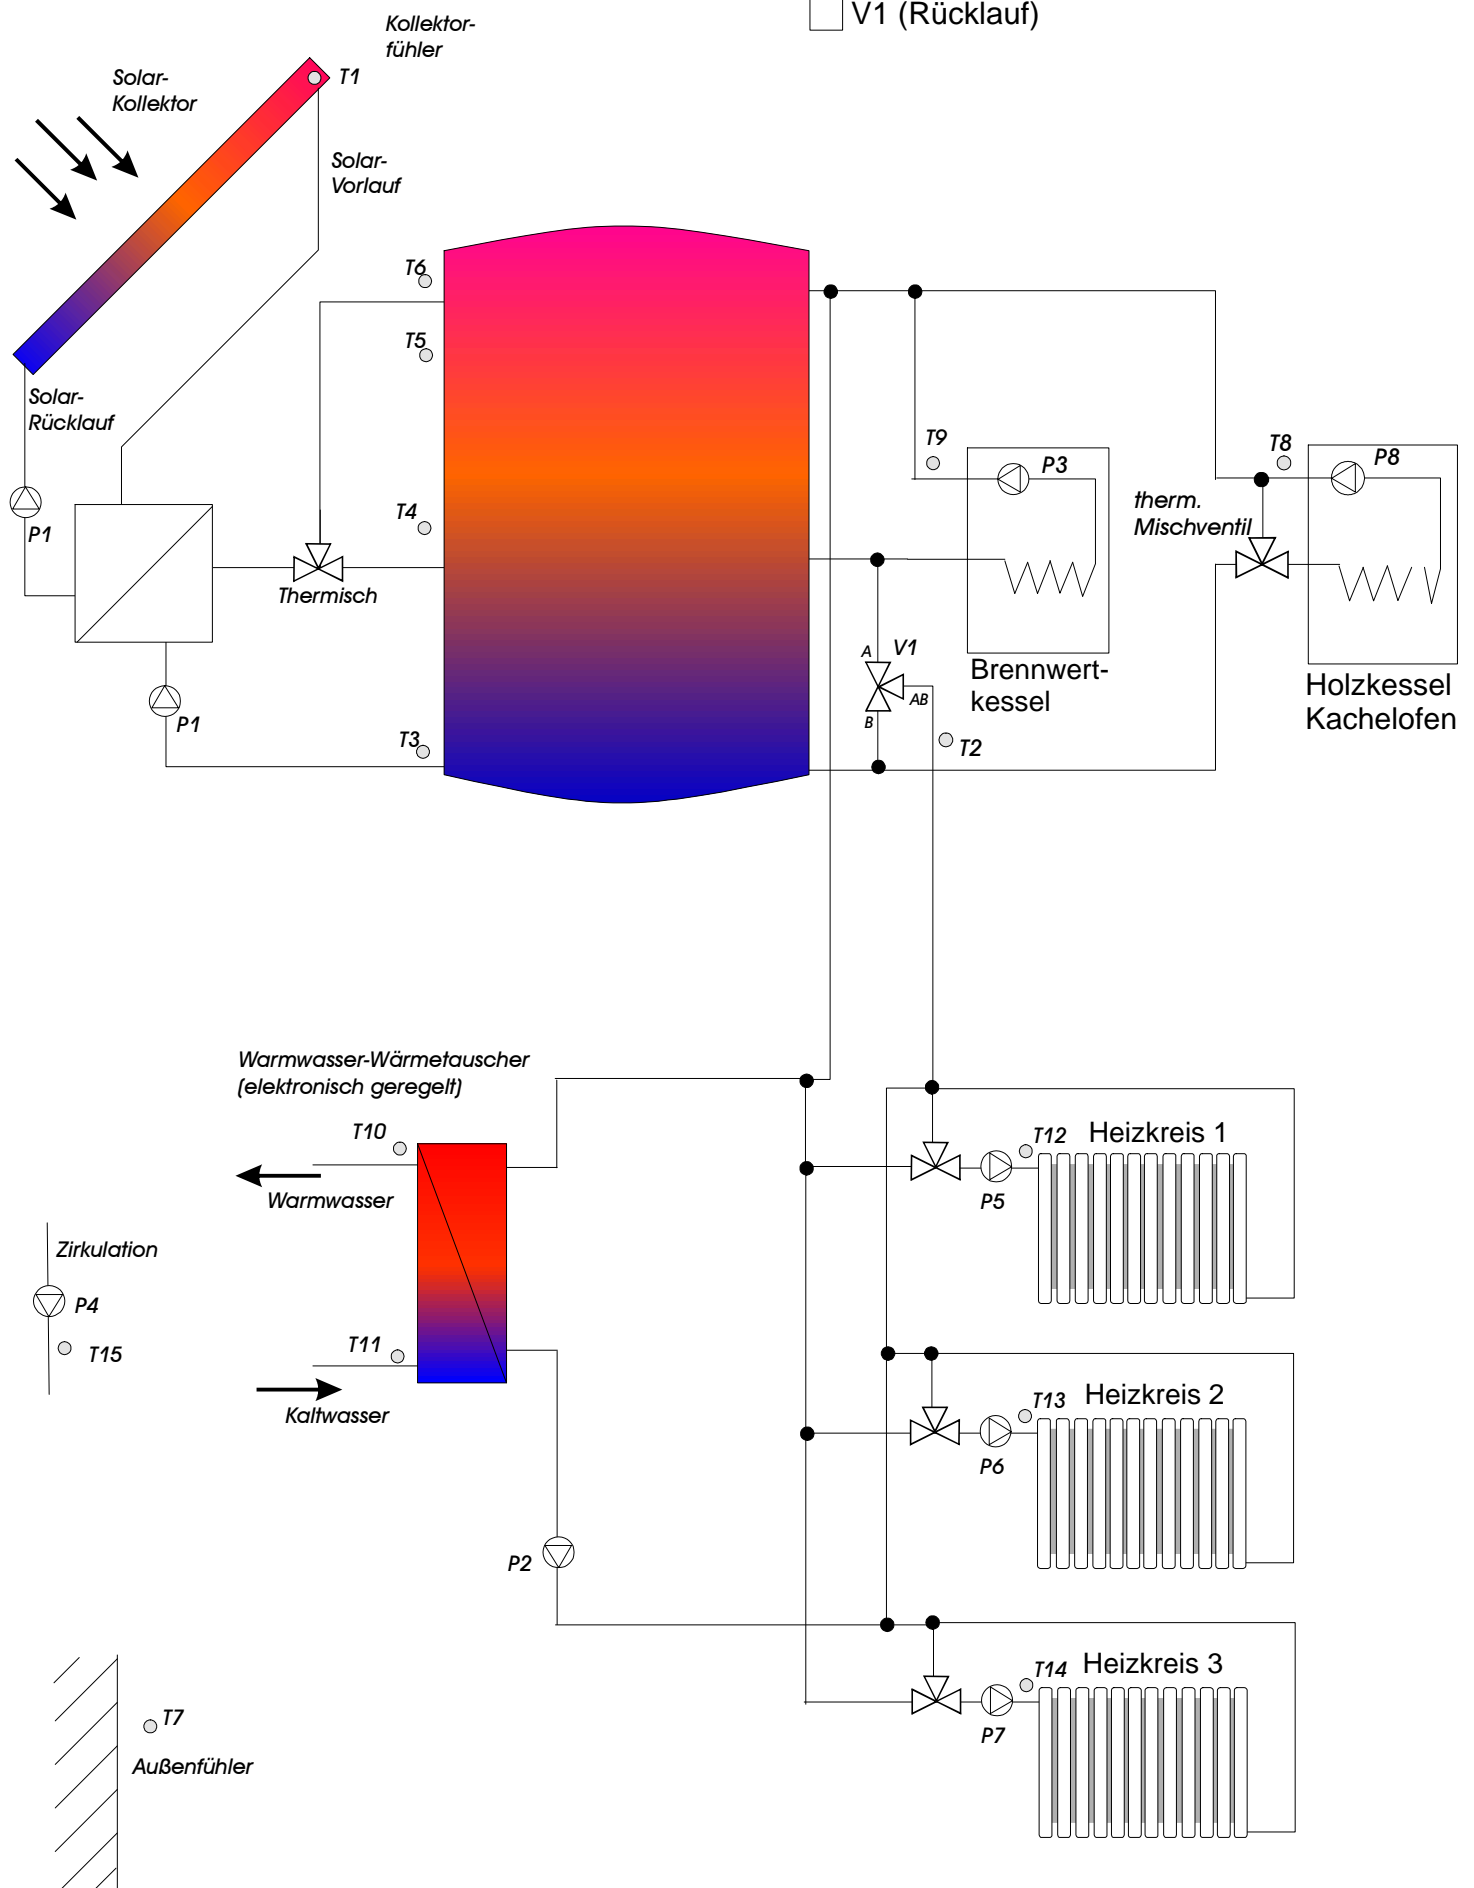 V1 (Rücklauf)
Kollektor-
fühler
T1
Solar-
Kollektor
Solar-
Vorlauf
T6
T5
Solar-
Rücklauf
P1
T4
Thermisch
P1
T3
T9
P3
T8
P8
therm.
Mischventil
A
V1
AB
B
T2
Brennwert-
kessel
Holzkessel
Kachelofen
Warmwasser-Wärmetauscher
(elektronisch geregelt)
T10
Warmwasser
Zirkulation
P4
T15
T11
Kaltwasser
T12
Heizkreis 1
P5
T13
Heizkreis 2
P6
P2
T14
Heizkreis 3
P7
T7
Außenfühler